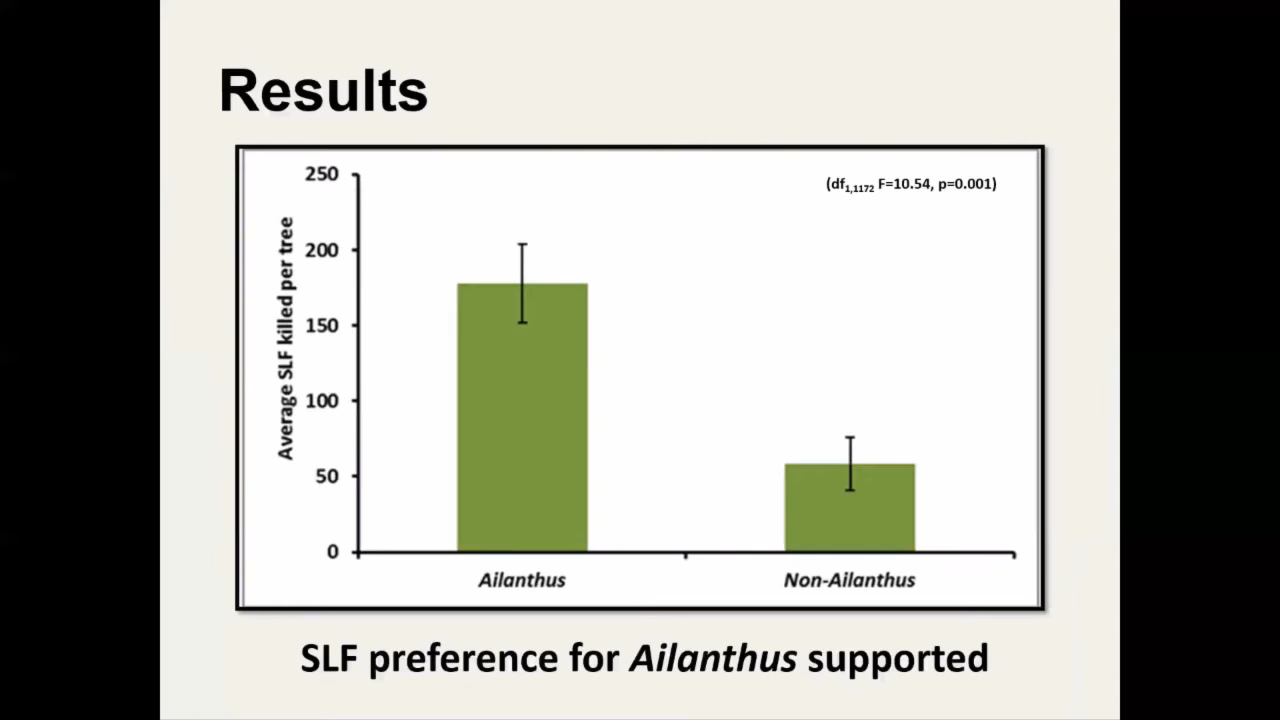 Results
(df1,1172 F=10.54, p=0.001)
Average SLF killed per tree
250
200
150
100
50
0
Ailanthus
Non-Ailanthus
SLF preference for Ailanthus supported